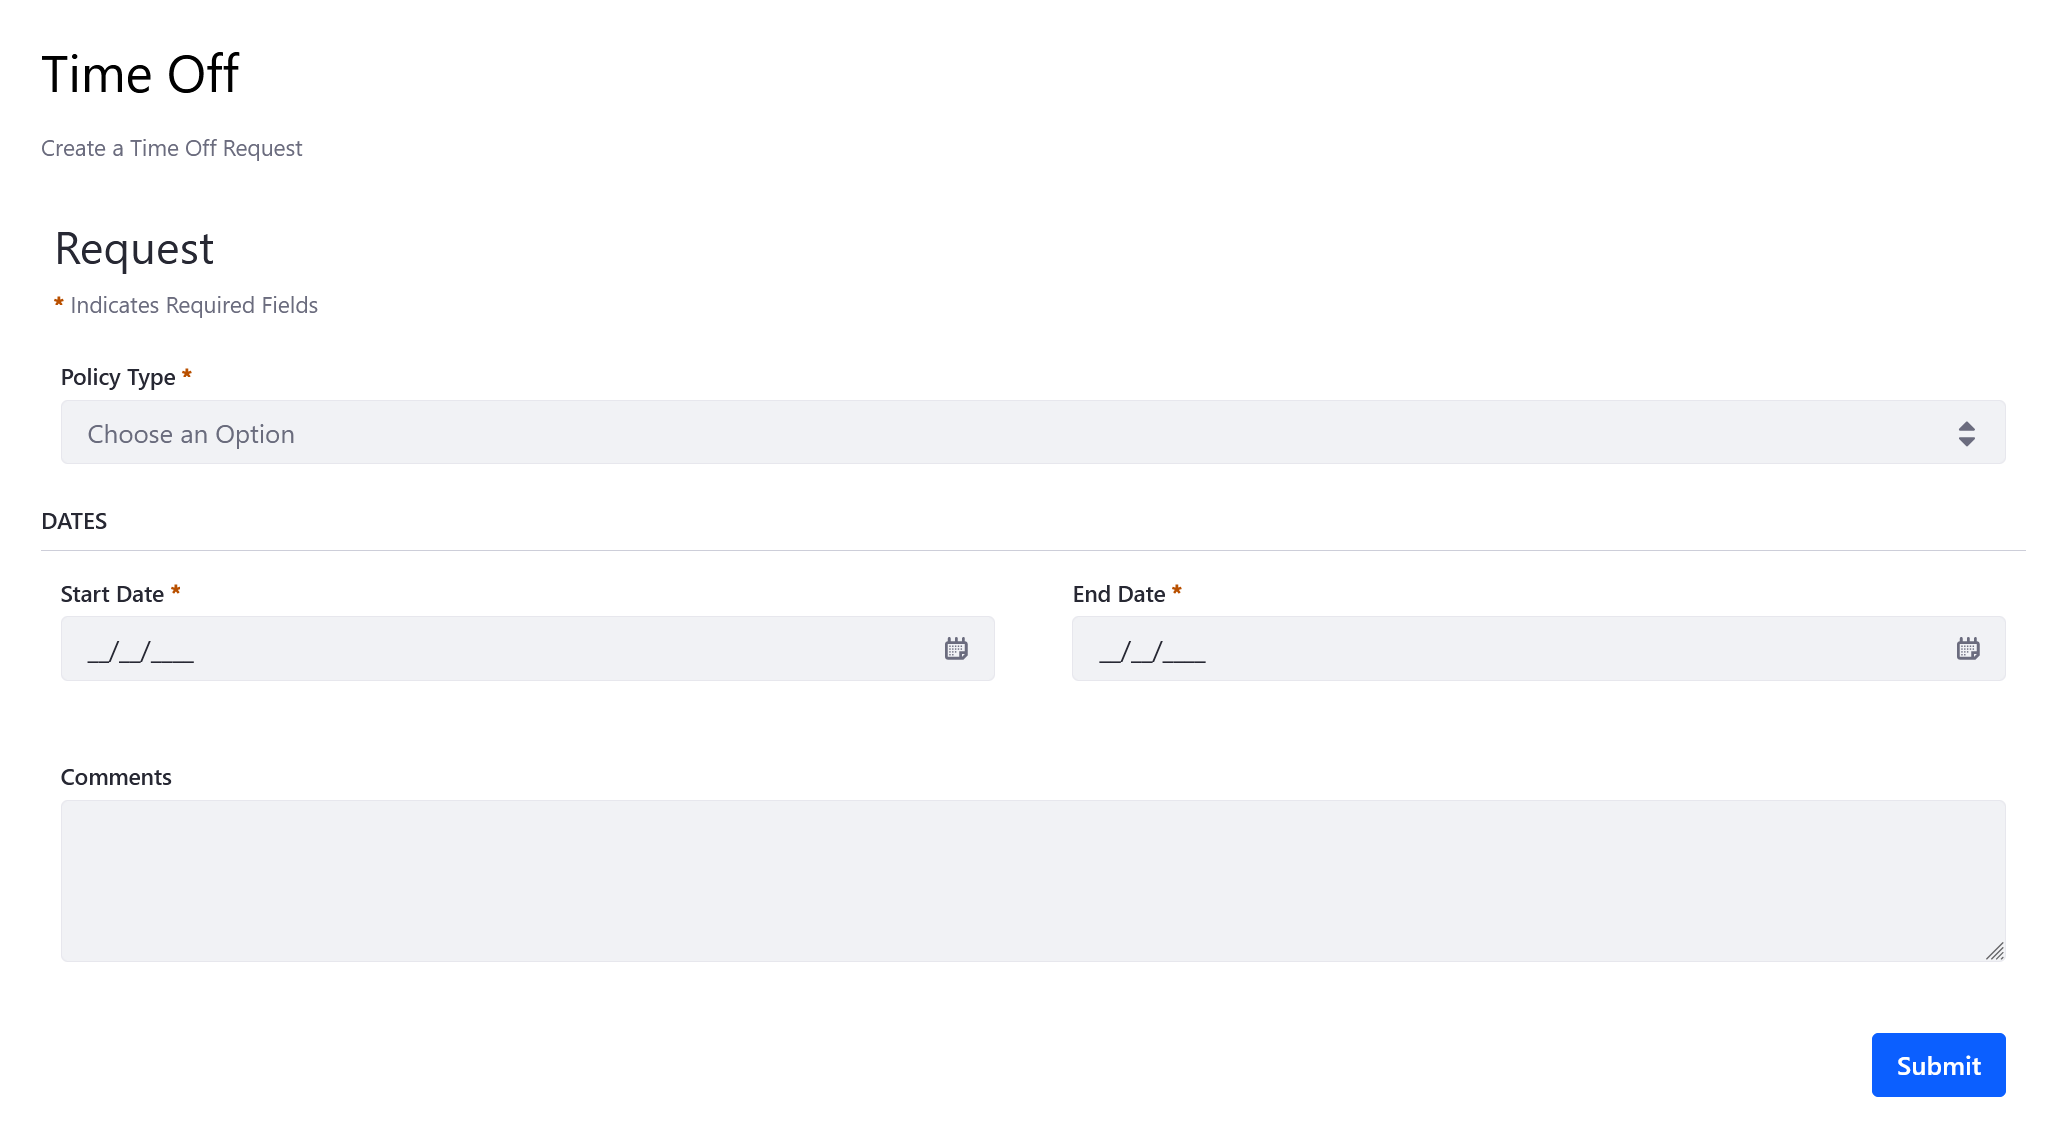 Time Off
Create a Time Off Request
Request
* Indicates Required Fields
Policy Type *
Choose an Option
DATES
Start Date *
__/__/____
End Date *
__/__/____
Comments
Submit